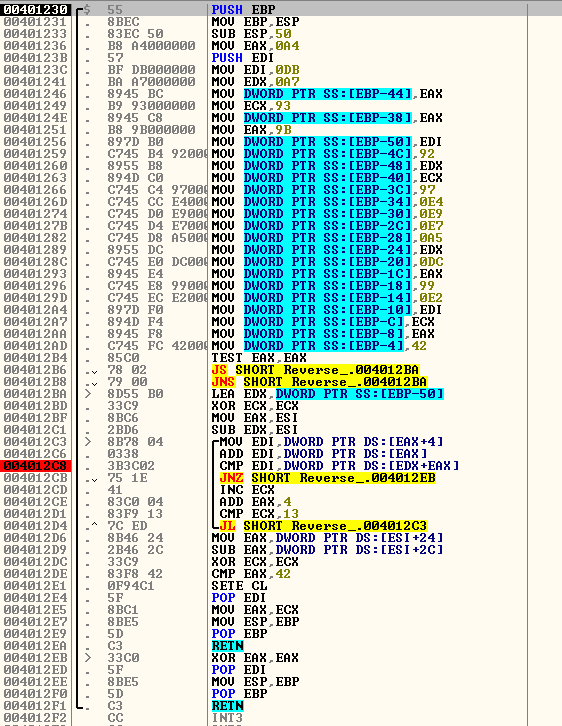 00401230 $ 55 PUSH EBP
00401231 . 8BEC MOV EBP,ESP
00401233 . 83EC 50 SUB ESP,50
00401236 . B8 A4000000 MOV EAX,0A4
0040123B . 57 PUSH EDI
0040123C . BF DB000000 MOV EDI,0DB
00401241 . BA A7000000 MOV EDX,0A7
00401246 . 8945 BC MOV DWORD PTR SS:[EBP-44],EAX
00401249 . B9 93000000 MOV ECX,93
0040124E . 8945 C8 MOV DWORD PTR SS:[EBP-38],EAX
00401251 . B8 9B000000 MOV EAX,9B
00401256 . 897D B0 MOV DWORD PTR SS:[EBP-50],EDI
00401259 . C745 B4 9200 MOV DWORD PTR SS:[EBP-4C],92
00401260 . 8955 B8 MOV DWORD PTR SS:[EBP-48],EDX
00401263 . 894D C0 MOV DWORD PTR SS:[EBP-40],ECX
00401266 . C745 C4 9700 MOV DWORD PTR SS:[EBP-3C],97
0040126D . C745 CC E400 MOV DWORD PTR SS:[EBP-34],0E4
00401274 . C745 D0 E900 MOV DWORD PTR SS:[EBP-30],0E9
0040127B . C745 D4 E700 MOV DWORD PTR SS:[EBP-2C],0E7
00401282 . C745 D8 A500 MOV DWORD PTR SS:[EBP-28],0A5
00401289 . 8955 DC MOV DWORD PTR SS:[EBP-24],EDX
0040128C . C745 E0 DC00 MOV DWORD PTR SS:[EBP-20],0DC
00401293 . 8945 E4 MOV DWORD PTR SS:[EBP-1C],EAX
00401296 . C745 E8 9900 MOV DWORD PTR SS:[EBP-18],99
0040129D . C745 EC E200 MOV DWORD PTR SS:[EBP-14],0E2
004012A4 . 897D F0 MOV DWORD PTR SS:[EBP-10],EDI
004012A7 . 894D F4 MOV DWORD PTR SS:[EBP-C],ECX
004012AA . 8945 F8 MOV DWORD PTR SS:[EBP-8],EAX
004012AD . C745 FC 4200 MOV DWORD PTR SS:[EBP-4],42
004012B4 . 85C0 TEST EAX,EAX
004012B6 . 78 02 JS SHORT Reverse_.004012BA
004012B8 . 79 00 JNS SHORT Reverse_.004012BA
004012BA > 8D55 B0 LEA EDX,DWORD PTR SS:[EBP-50]
004012BD . 33C9 XOR ECX,ECX
004012BF . 8BC6 MOV EAX,ESI
004012C1 . 2BD6 SUB EDX,ESI
004012C3 > 8B78 04 MOV EDI,DWORD PTR DS:[EAX+4]
004012C6 . 0338 ADD EDI,DWORD PTR DS:[EAX]
004012C8 . 3B3C02 CMP EDI,DWORD PTR DS:[EDX+EAX]
004012CB . 75 1E JNZ SHORT Reverse_.004012EB
004012CD . 41 INC ECX
004012CE . 83C0 04 ADD EAX,4
004012D1 . 83F9 13 CMP ECX,13
004012D4 .^ 7C ED JL SHORT Reverse_.004012C3
004012D6 . 8B46 24 MOV EAX,DWORD PTR DS:[ESI+24]
004012D9 . 2B46 2C SUB EAX,DWORD PTR DS:[ESI+2C]
004012DC . 33C9 XOR ECX,ECX
004012DE . 83F8 42 CMP EAX,42
004012E1 . 0F94C1 SETE CL
004012E4 . 5F POP EDI
004012E5 . 8BC1 MOV EAX,ECX
004012E7 . 8BE5 MOV ESP,EBP
004012E9 . 5D POP EBP
004012EA . C3 RETN
004012EB > 33C0 XOR EAX,EAX
004012ED . 5F POP EDI
004012EE . 8BE5 MOV ESP,EBP
004012F0 . 5D POP EBP
004012F1 . C3 RETN
004012F2 CC INT3